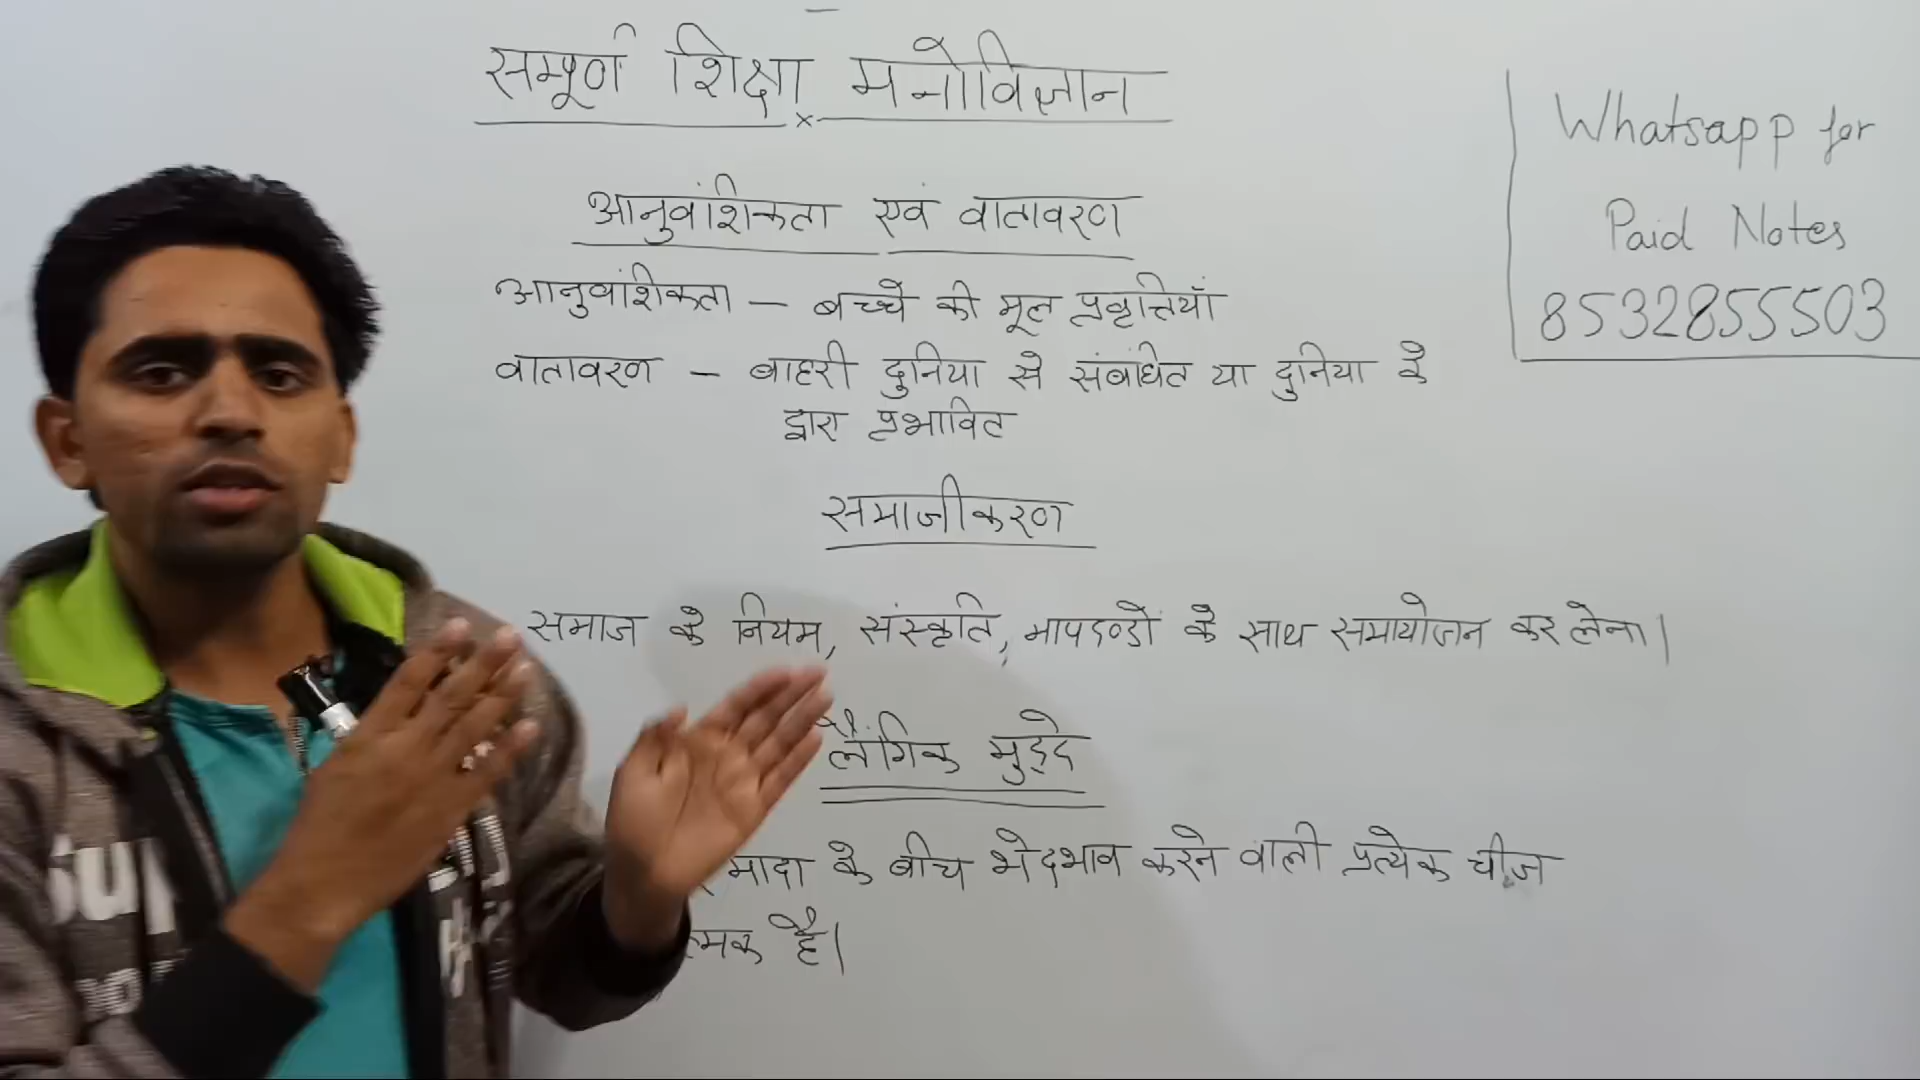 सम्पूर्ण शिक्षा मनोविज्ञान
आनुवांशिकता एवं वातावरण
आनुवांशिकता – बच्चे की मूल प्रवृत्तियाँ
वातावरण – बाहरी दुनिया से संबंधित या दुनिया के
द्वारा प्रभावित
समाजीकरण
समाज के नियम, संस्कृति, मापदण्डों के साथ समायोजन कर लेना।
लैंगिक मुद्दे
मादा के बीच भेदभाव करने वाली प्रत्येक चीज
है।
Whatsapp for
Paid Notes
8532855503